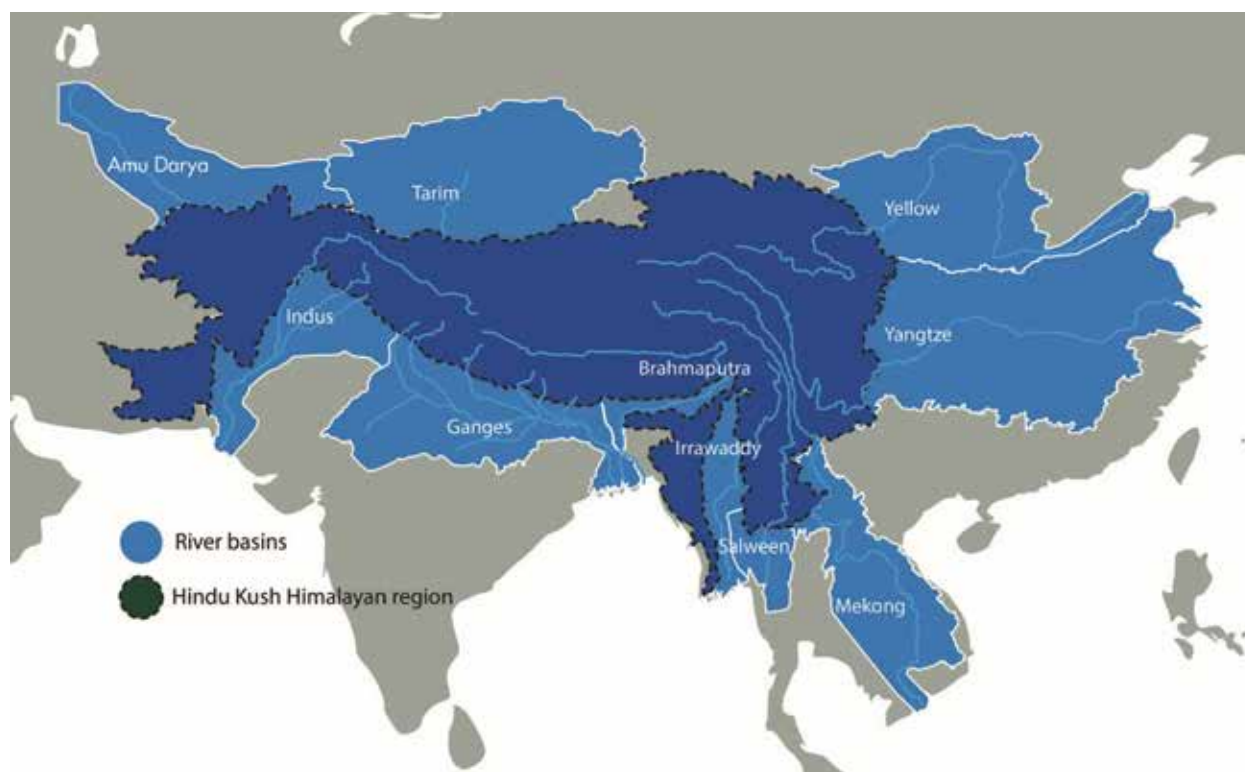 Amu Darya
Tarim
Yellow
Indus
Yangtze
Brahmaputra
Ganges
Irrawaddy
River basins
Salween
Hindu Kush Himalayan region
Mekong